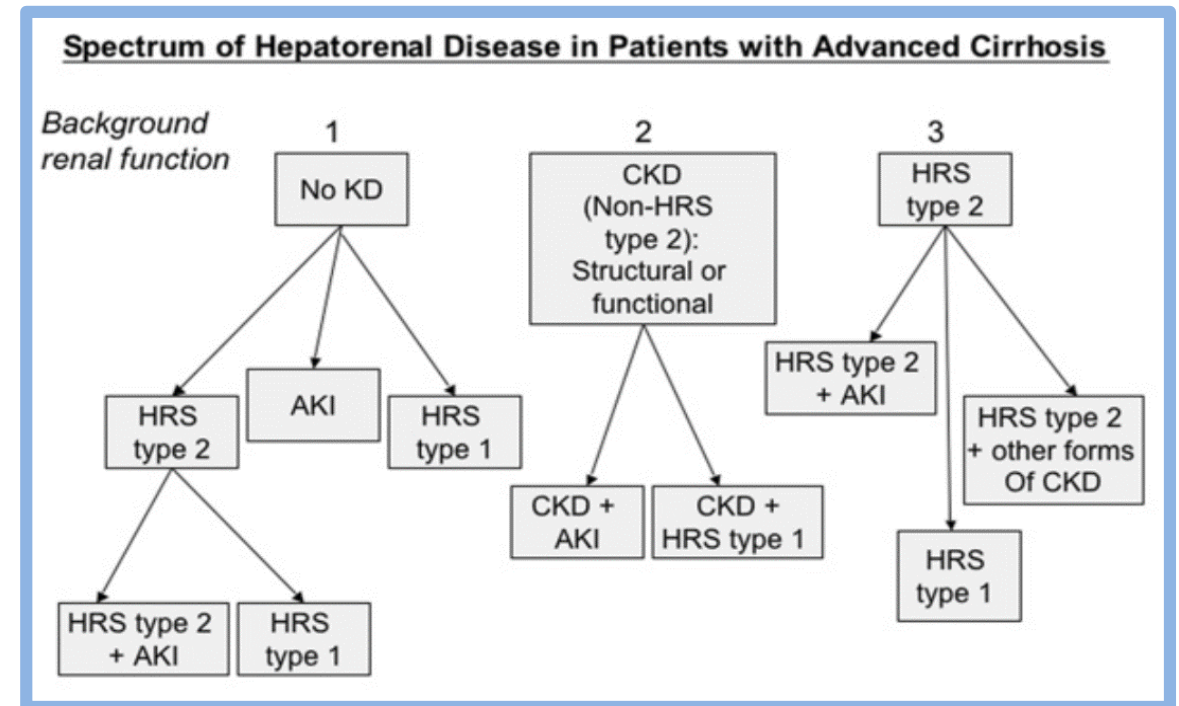 Spectrum of Hepatorenal Disease in Patients with Advanced Cirrhosis
Background
renal function
1
No KD
HRS
type 2
AKI
HRS
type 1
HRS type 2
+ AKI
HRS
type 1
2
CKD
(Non-HRS
type 2):
Structural or
functional
CKD +
AKI
CKD +
HRS type 1
3
HRS
type 2
HRS type 2
+ AKI
HRS type 2
+ other forms
Of CKD
HRS
type 1